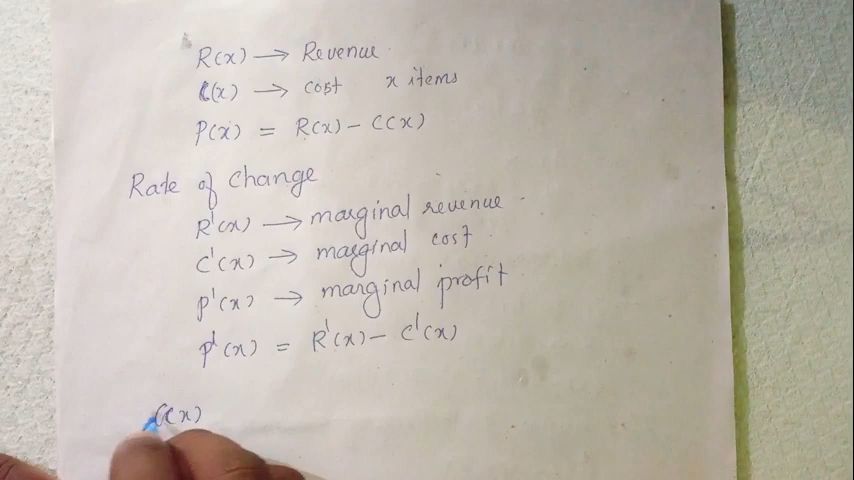 R(x) → Revenue
C(x) → cost x items
P(x) = R(x) - C(x)
Rate of change
R'(x) → marginal revenue
C'(x) → marginal cost
P'(x) → marginal profit
P'(x) = R'(x) - C'(x)
C(x)